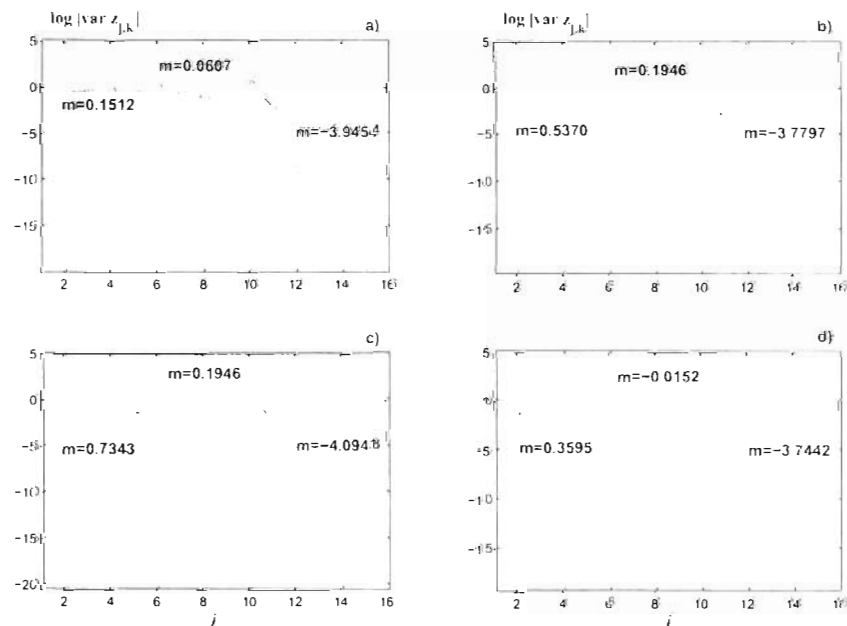 log |var z_j,k|
a)
5
m=0.0607
0
m=0.1512
−5
m=−3.9454
−10
−15
2 4 6 8 10 12 14 16
log |var z_j,k|
b)
5
m=0.1946
0
−5
m=0.5370
m=−3.7797
−10
−15
2 4 6 8 10 12 14 16
c)
5
m=0.1946
0
−5
m=0.7343
m=−4.0948
−10
−15
−20
2 4 6 8 10 12 14 16
j
d)
5
m=−0.0152
0
−5
m=0.3595
m=−3.7442
−10
−15
2 4 6 8 10 12 14 16
j